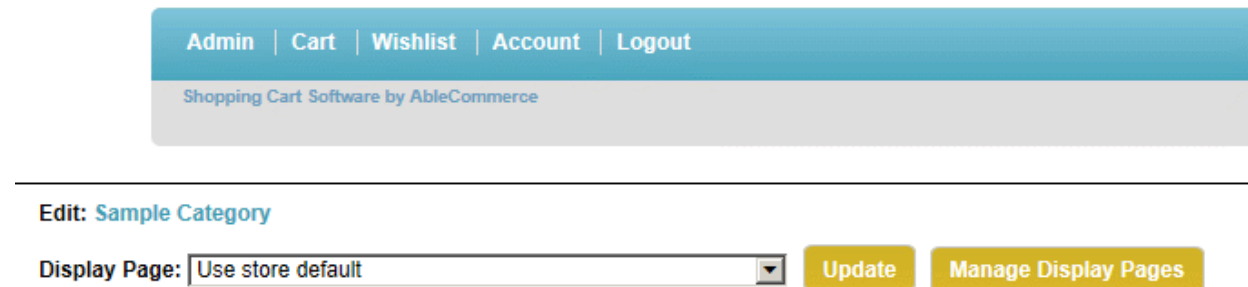 Admin | Cart | Wishlist | Account | Logout
Shopping Cart Software by AbleCommerce
Edit: Sample Category
Display Page: Use store default Update Manage Display Pages